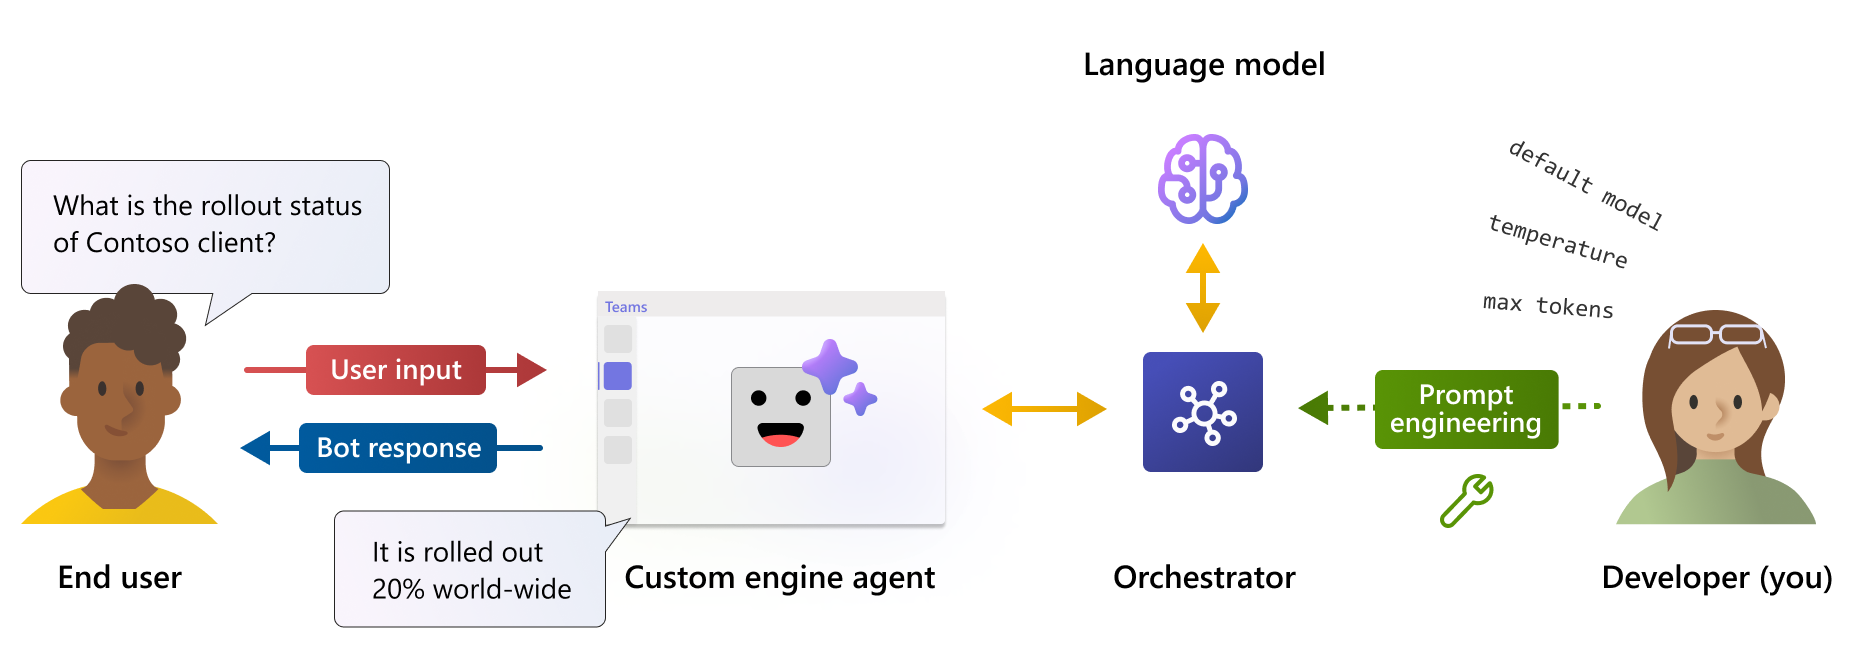 Language model
What is the rollout status
of Contoso client?
default model
temperature
max tokens
Teams
User input
Bot response
Prompt
engineering
It is rolled out
20% world-wide
End user
Custom engine agent
Orchestrator
Developer (you)